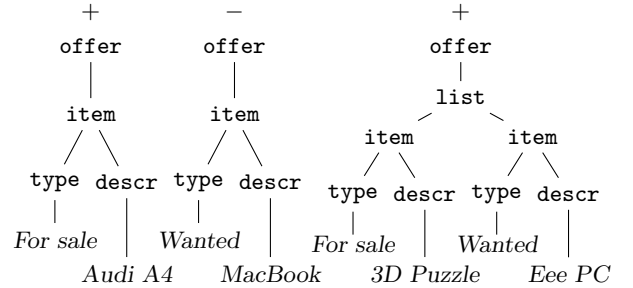 + − +
offer offer offer
list
item item item item
type descr type descr type descr type descr
For sale Wanted For sale Wanted
Audi A4 MacBook 3D Puzzle Eee PC